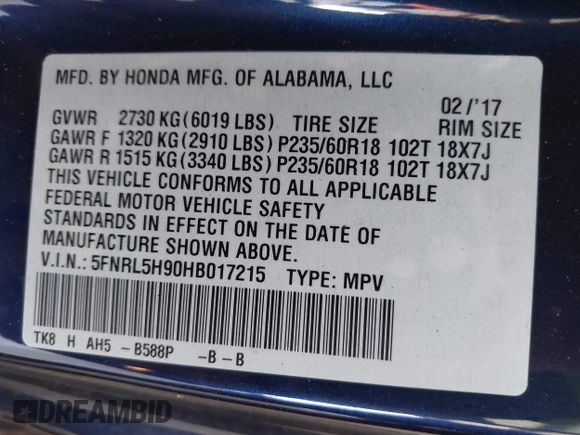 MFD. BY HONDA MFG. OF ALABAMA, LLC
02/'17
GVWR 2730 KG(6019 LBS) TIRE SIZE RIM SIZE
GAWR F 1320 KG(2910 LBS) P235/60R18 102T 18X7J
GAWR R 1515 KG(3340 LBS) P235/60R18 102T 18X7J
THIS VEHICLE CONFORMS TO ALL APPLICABLE
FEDERAL MOTOR VEHICLE SAFETY
STANDARDS IN EFFECT ON THE DATE OF
MANUFACTURE SHOWN ABOVE.
V.I.N.: 5FNRL5H90HB017215 TYPE: MPV
TK8 H AH5 - B588P -B - B
DREAMBID